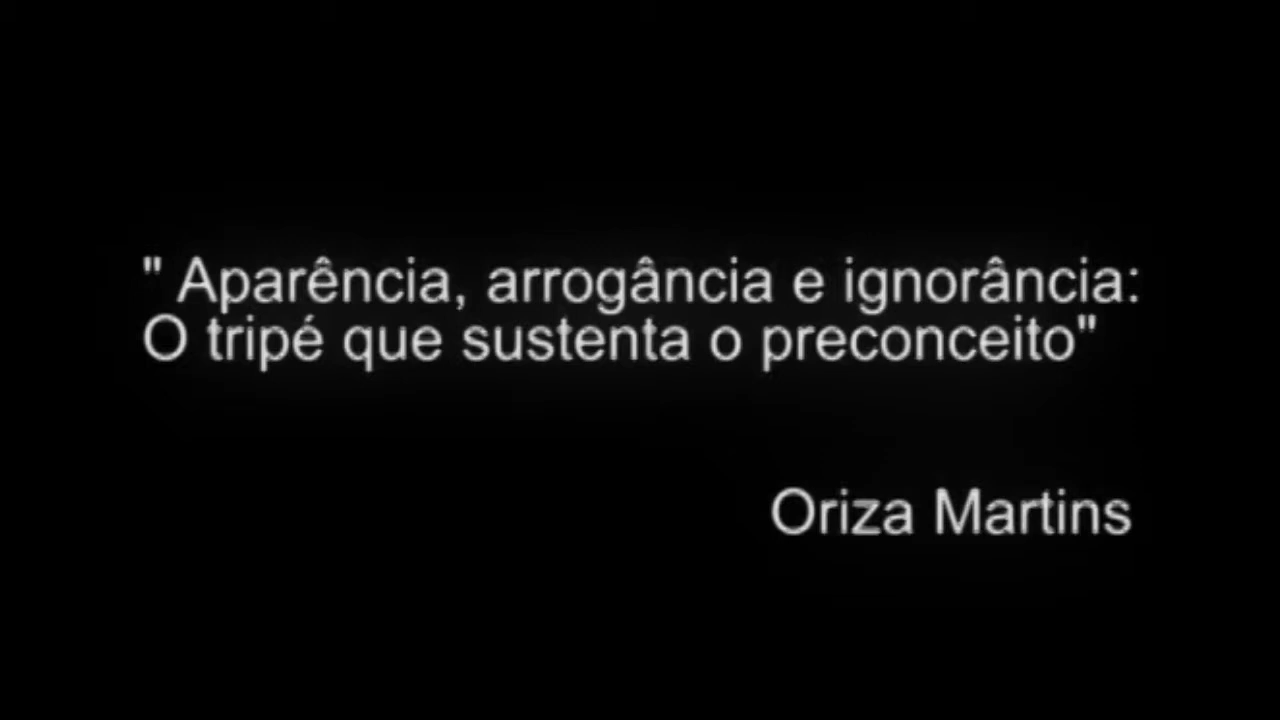 " Aparência, arrogância e ignorância:
O tripé que sustenta o preconceito"
Oriza Martins